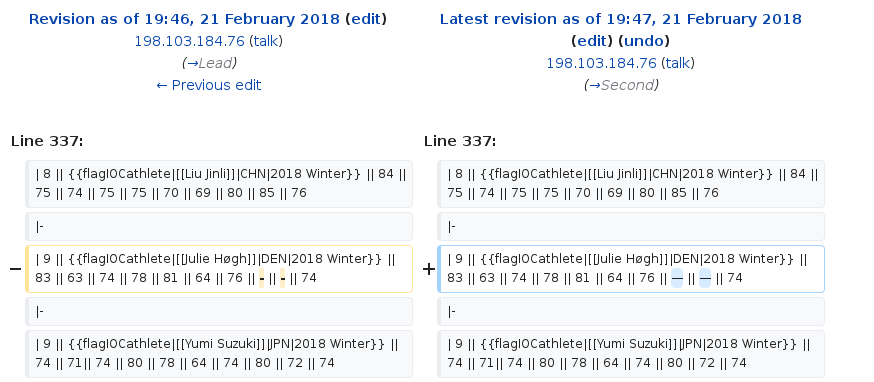 Revision as of 19:46, 21 February 2018 (edit)
198.103.184.76 (talk)
(→Lead)
← Previous edit
Latest revision as of 19:47, 21 February 2018
(edit) (undo)
198.103.184.76 (talk)
(→Second)
Line 337:
Line 337:
| 8 || {{flagIOCathlete|[[Liu Jinli]]|CHN|2018 Winter}} || 84 ||
75 || 74 || 75 || 75 || 70 || 69 || 80 || 85 || 76
| 8 || {{flagIOCathlete|[[Liu Jinli]]|CHN|2018 Winter}} || 84 ||
75 || 74 || 75 || 75 || 70 || 69 || 80 || 85 || 76
|-
|-
− | 9 || {{flagIOCathlete|[[Julie Høgh]]|DEN|2018 Winter}} ||
83 || 63 || 74 || 78 || 81 || 64 || 76 || - || - || 74
+ | 9 || {{flagIOCathlete|[[Julie Høgh]]|DEN|2018 Winter}} ||
83 || 63 || 74 || 78 || 81 || 64 || 76 || — || — || 74
|-
|-
| 9 || {{flagIOCathlete|[[Yumi Suzuki]]|JPN|2018 Winter}} ||
74 || 71|| 74 || 80 || 78 || 64 || 74 || 80 || 72 || 74
| 9 || {{flagIOCathlete|[[Yumi Suzuki]]|JPN|2018 Winter}} ||
74 || 71|| 74 || 80 || 78 || 64 || 74 || 80 || 72 || 74